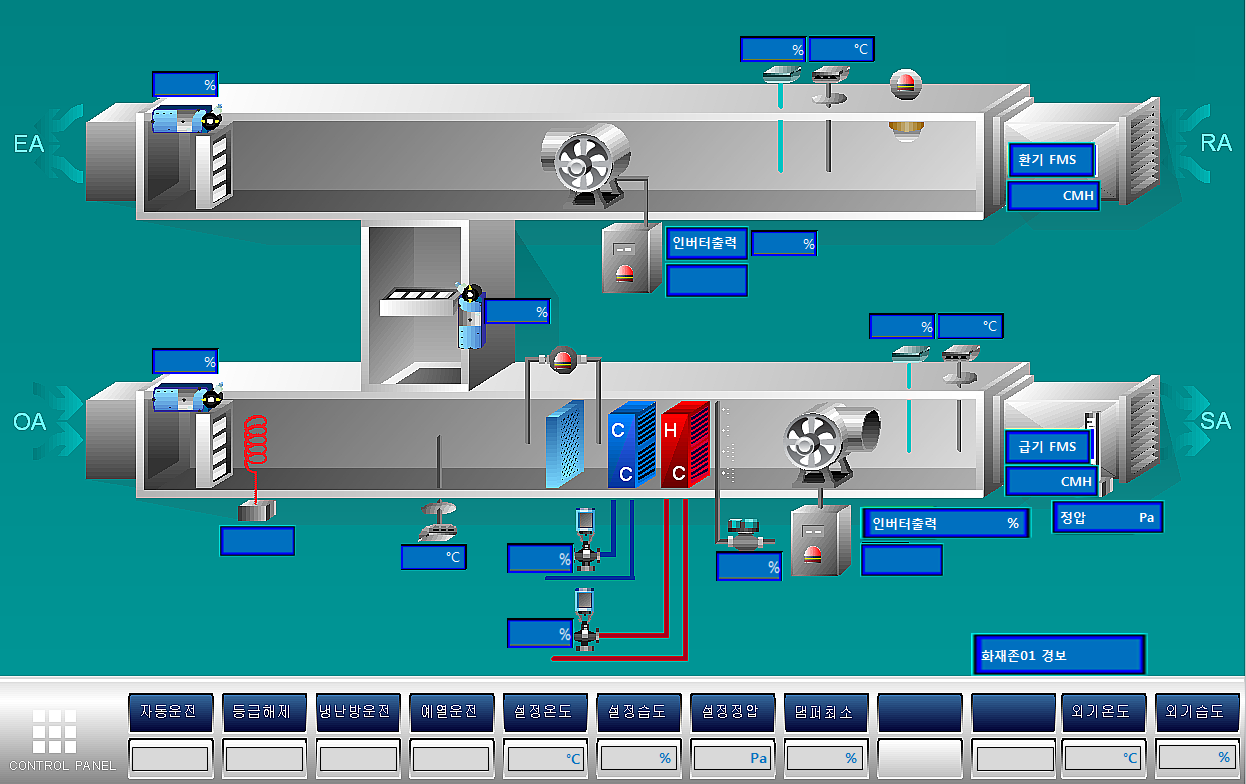 % °C
%
EA
RA
환기 FMS
CMH
인버터출력 %
%
% °C
%
OA
SA
C
C
H
C
급기 FMS
CMH
정압 Pa
인버터출력 %
°C
%
%
%
화재존01 경보
자동운전 등급해제 냉난방운전 예열운전 설정온도 설정습도 설정정압 댐퍼최소 외기온도 외기습도
°C % Pa % °C %
CONTROL PANEL